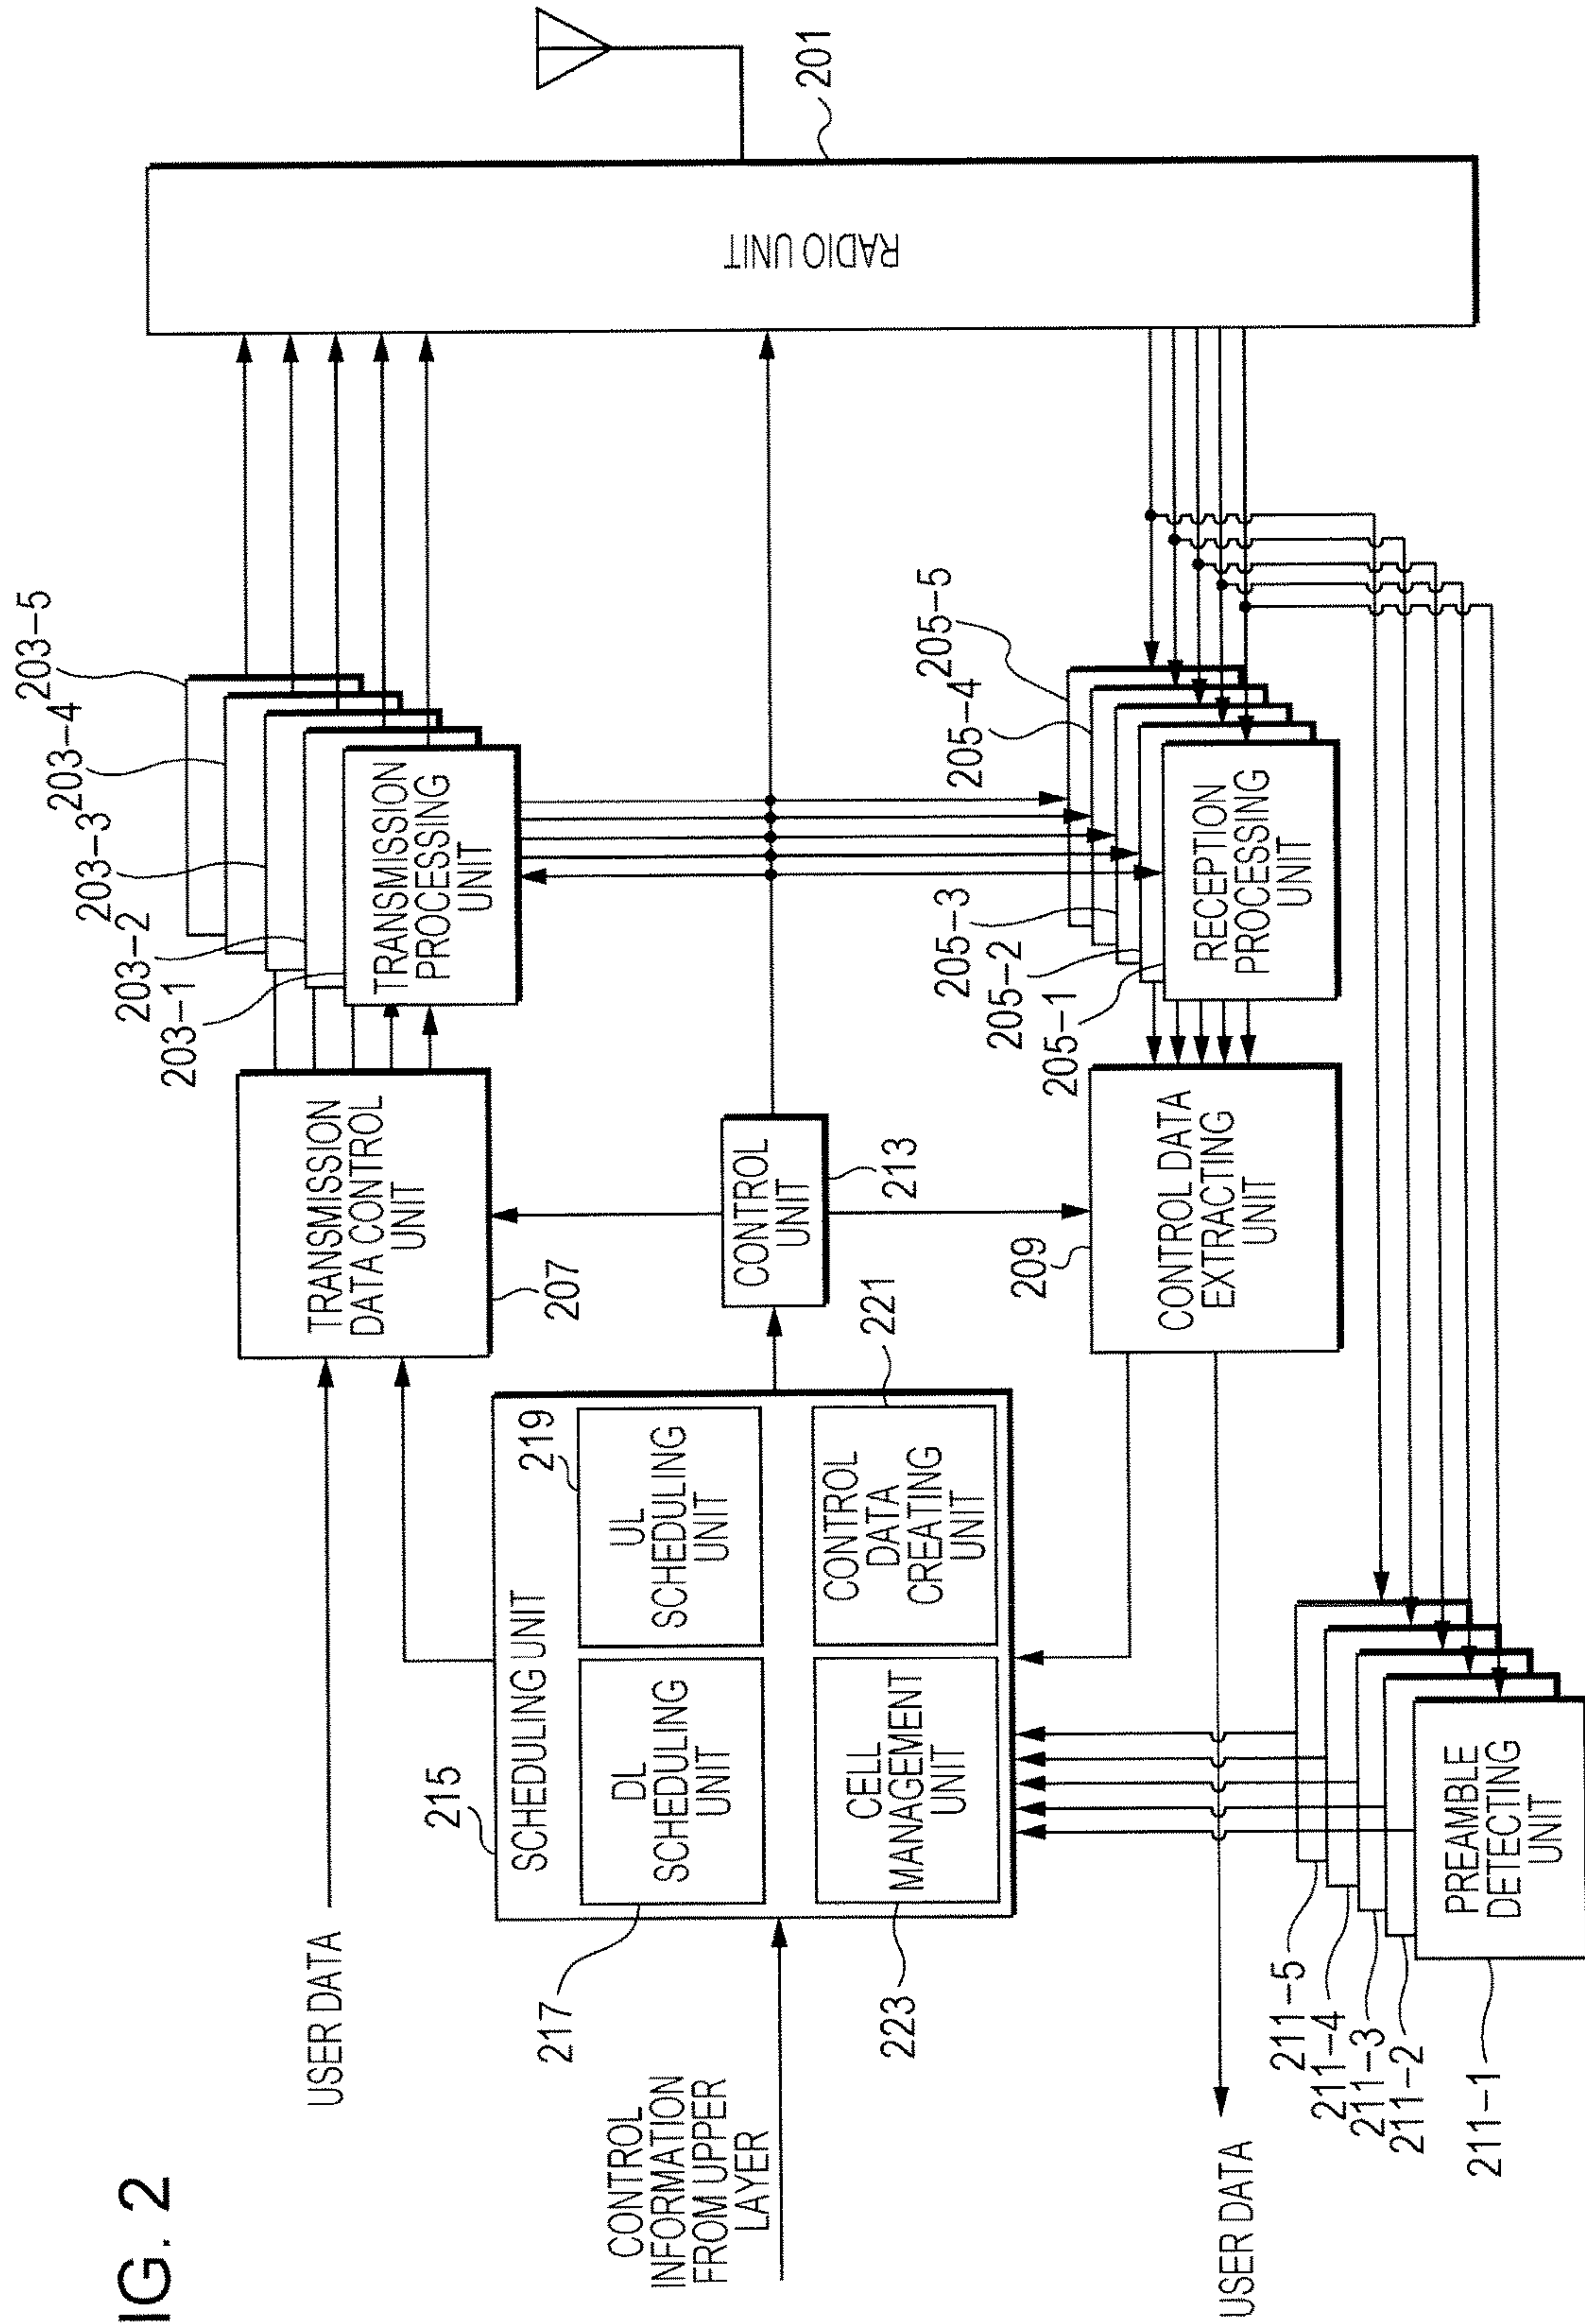 IG. 2
USER DATA
CONTROL
INFORMATION
FROM UPPER
LAYER
USER DATA
215
SCHEDULING UNIT
217
DL
SCHEDULING
UNIT
219
UL
SCHEDULING
UNIT
223
CELL
MANAGEMENT
UNIT
221
CONTROL
DATA
CREATING
UNIT
211-5
211-4
211-3
211-2
211-1
PREAMBLE
DETECTING
UNIT
TRANSMISSION
DATA CONTROL
UNIT
207
CONTROL
UNIT
213
209
CONTROL DATA
EXTRACTING
UNIT
203-5
203-4
203-3
203-2
203-1
TRANSMISSION
PROCESSING
UNIT
205-5
205-4
205-3
205-2
205-1
RECEPTION
PROCESSING
UNIT
RADIO UNIT
201